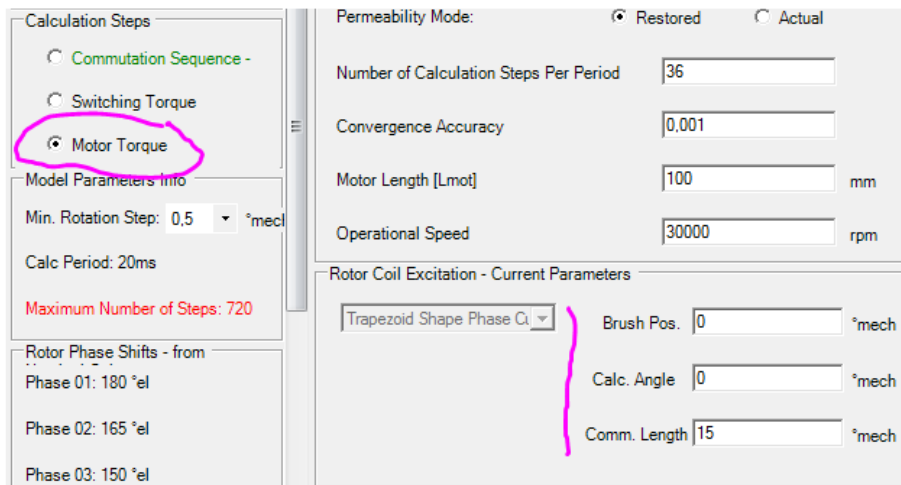 Calculation Steps
Commutation Sequence -
Switching Torque
Motor Torque
Model Parameters Info
Min. Rotation Step: 0,5 °mech
Calc Period: 20ms
Maximum Number of Steps: 720
Rotor Phase Shifts - from
Phase 01: 180 °el
Phase 02: 165 °el
Phase 03: 150 °el
Permeability Mode: Restored Actual
Number of Calculation Steps Per Period 36
Convergence Accuracy 0,001
Motor Length [Lmot] 100 mm
Operational Speed 30000 rpm
Rotor Coil Excitation - Current Parameters
Trapezoid Shape Phase Cu
Brush Pos. 0 °mech
Calc. Angle 0 °mech
Comm. Length 15 °mech